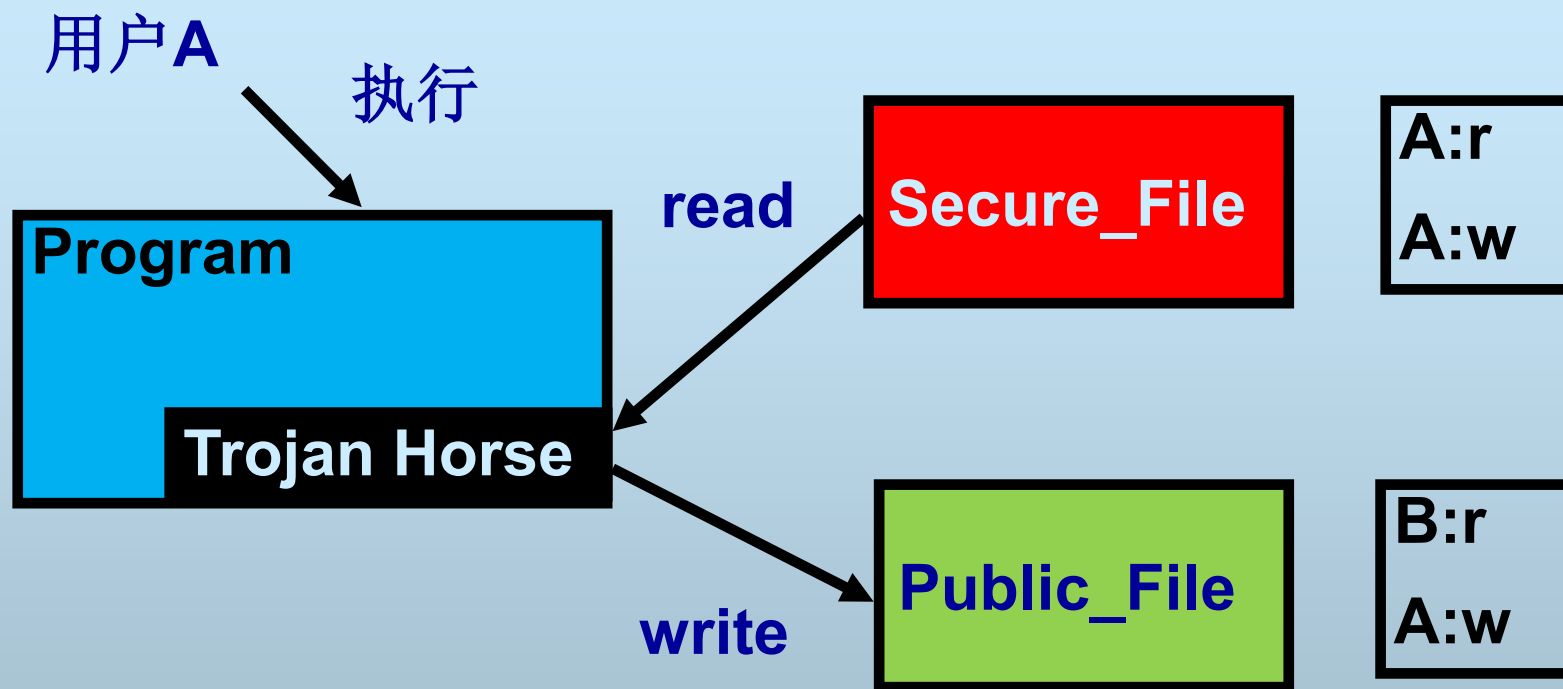 用户A
执行
Program
Trojan Horse
read
write
Secure_File
A:r
A:w
Public_File
B:r
A:w